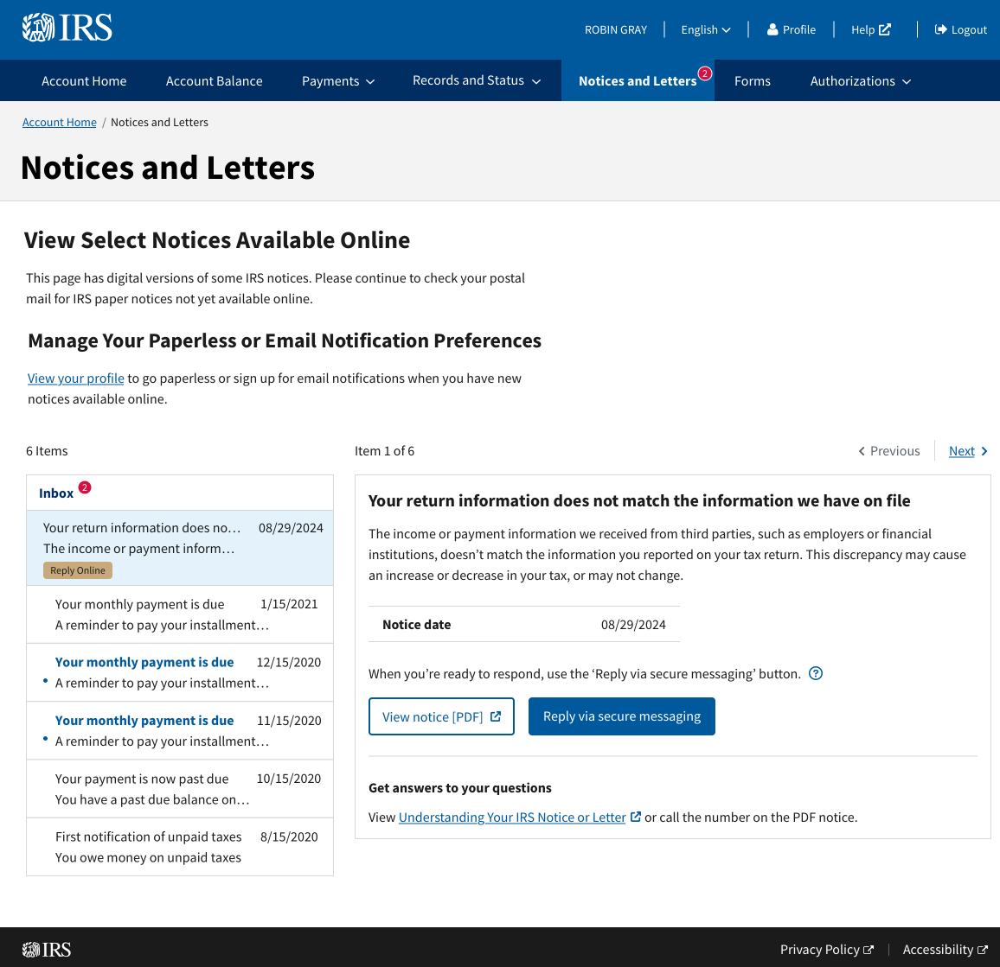 IRS
ROBIN GRAY
English
Profile
Help
Logout
Account Home
Account Balance
Payments
Records and Status
Notices and Letters 2
Forms
Authorizations
Account Home / Notices and Letters
Notices and Letters
View Select Notices Available Online
This page has digital versions of some IRS notices. Please continue to check your postal
mail for IRS paper notices not yet available online.
Manage Your Paperless or Email Notification Preferences
View your profile to go paperless or sign up for email notifications when you have new
notices available online.
6 Items
Inbox 2
Your return information does no… 08/29/2024
The income or payment inform…
Reply Online
Your monthly payment is due 1/15/2021
A reminder to pay your installment…
Your monthly payment is due 12/15/2020
• A reminder to pay your installment…
Your monthly payment is due 11/15/2020
• A reminder to pay your installment…
Your payment is now past due 10/15/2020
You have a past due balance on…
First notification of unpaid taxes 8/15/2020
You owe money on unpaid taxes
Item 1 of 6
Previous
Next
Your return information does not match the information we have on file
The income or payment information we received from third parties, such as employers or financial
institutions, doesn’t match the information you reported on your tax return. This discrepancy may cause
an increase or decrease in your tax, or may not change.
Notice date 08/29/2024
When you’re ready to respond, use the ‘Reply via secure messaging’ button. ?
View notice [PDF]
Reply via secure messaging
Get answers to your questions
View Understanding Your IRS Notice or Letter or call the number on the PDF notice.
IRS
Privacy Policy
Accessibility